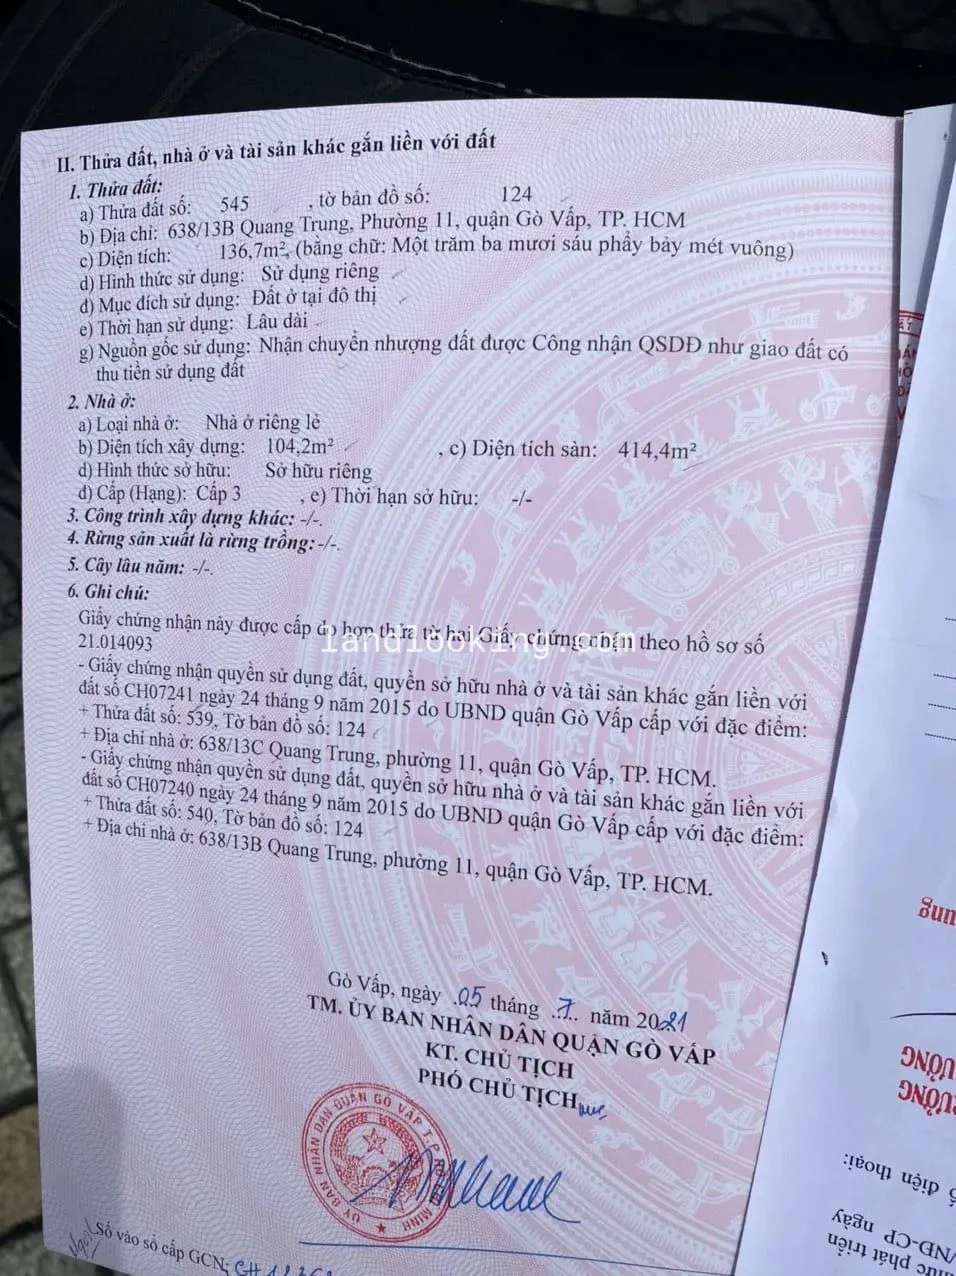 II. Thửa đất, nhà ở và tài sản khác gắn liền với đất
1. Thửa đất:
a) Thửa đất số: 545 , tờ bản đồ số: 124
b) Địa chỉ: 638/13B Quang Trung, Phường 11, quận Gò Vấp, TP. HCM
c) Diện tích: 136,7m², (bằng chữ: Một trăm ba mươi sáu phẩy bảy mét vuông)
d) Hình thức sử dụng: Sử dụng riêng
đ) Mục đích sử dụng: Đất ở tại đô thị
e) Thời hạn sử dụng: Lâu dài
g) Nguồn gốc sử dụng: Nhận chuyển nhượng đất được Công nhận QSDĐ như giao đất có
thu tiền sử dụng đất
2. Nhà ở:
a) Loại nhà ở: Nhà ở riêng lẻ
b) Diện tích xây dựng: 104,2m² , c) Diện tích sàn: 414,4m²
d) Hình thức sở hữu: Sở hữu riêng
đ) Cấp (Hạng): Cấp 3 , e) Thời hạn sở hữu: -/-
3. Công trình xây dựng khác: -/-.
4. Rừng sản xuất là rừng trồng: -/-.
5. Cây lâu năm: -/-.
6. Ghi chú:
Giấy chứng nhận này được cấp do hợp thửa từ hai Giấy chứng nhận theo hồ sơ số
21.014093
landlooking.com
- Giấy chứng nhận quyền sử dụng đất, quyền sở hữu nhà ở và tài sản khác gắn liền với
đất số CH07241 ngày 24 tháng 9 năm 2015 do UBND quận Gò Vấp cấp với đặc điểm:
+ Thửa đất số: 539, Tờ bản đồ số: 124
+ Địa chỉ nhà ở: 638/13C Quang Trung, phường 11, quận Gò Vấp, TP. HCM.
- Giấy chứng nhận quyền sử dụng đất, quyền sở hữu nhà ở và tài sản khác gắn liền với
đất số CH07240 ngày 24 tháng 9 năm 2015 do UBND quận Gò Vấp cấp với đặc điểm:
+ Thửa đất số: 540, Tờ bản đồ số: 124
+ Địa chỉ nhà ở: 638/13B Quang Trung, phường 11, quận Gò Vấp, TP. HCM.
Gò Vấp, ngày 05 tháng 7 năm 2021
TM. ỦY BAN NHÂN DÂN QUẬN GÒ VẤP
KT. CHỦ TỊCH
PHÓ CHỦ TỊCH
ỦY BAN NHÂN DÂN QUẬN GÒ VẤP T.P
MINH
Số vào sổ cấp GCN:
ung
điện thoại:
/NĐ-CP ngày
phát triển